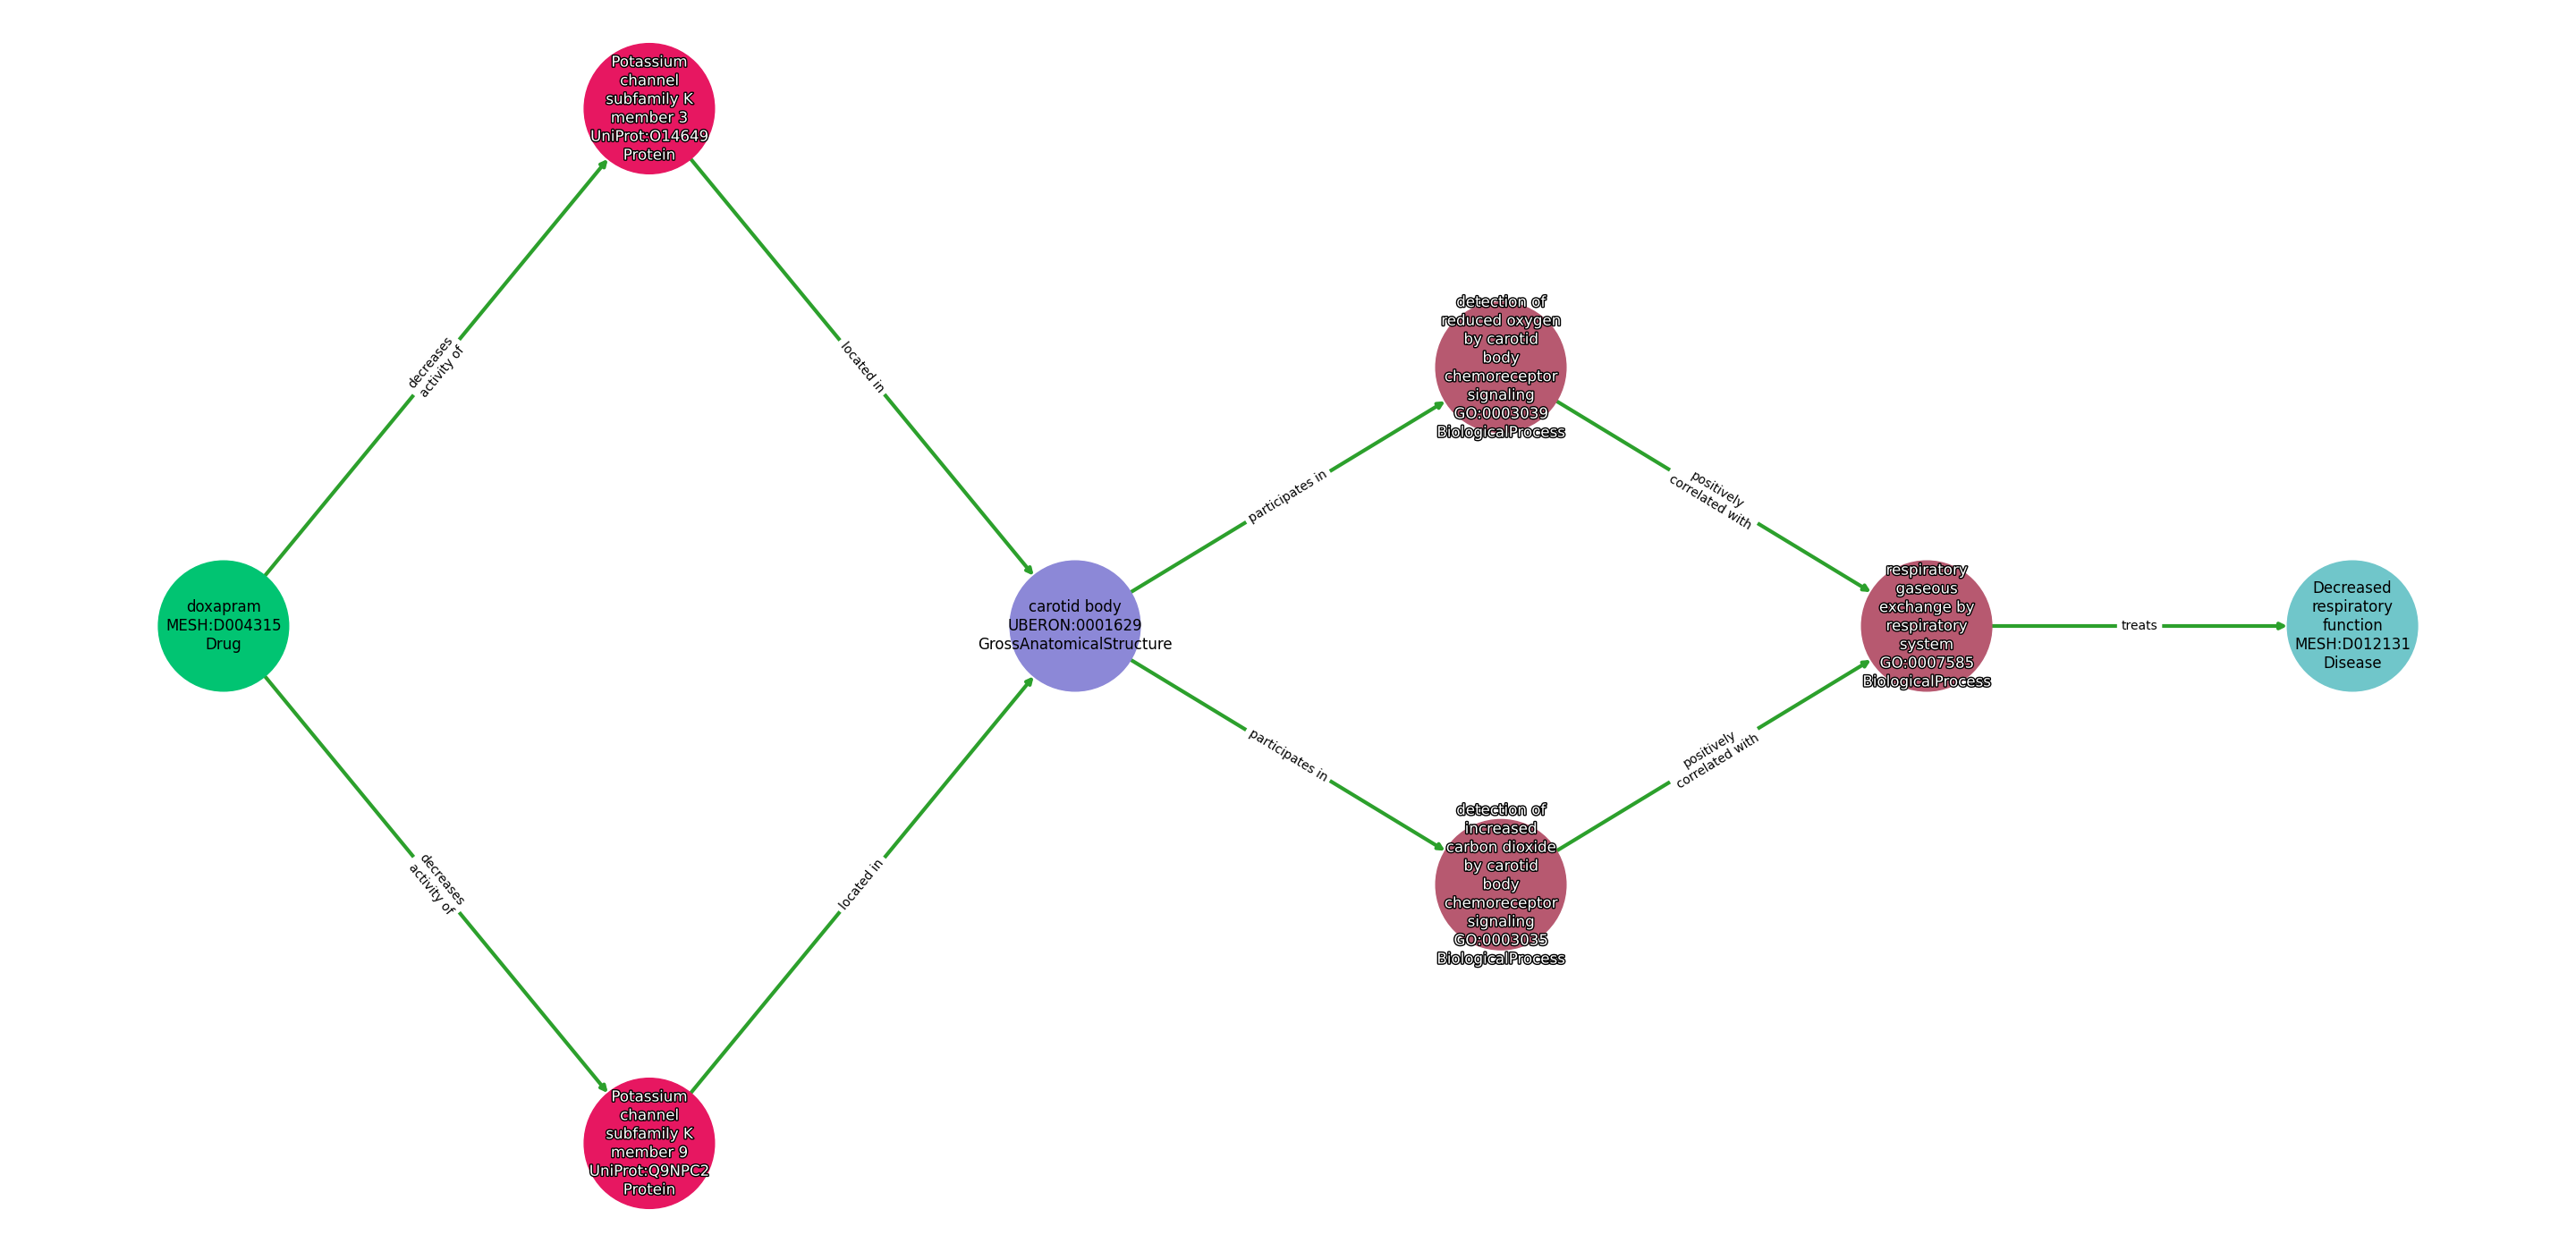 Potassium
channel
subfamily K
member 3
UniProt:O14649
Protein
decreases
activity of
located in
detection of
reduced oxygen
by carotid
body
chemoreceptor
signaling
GO:0003039
BiologicalProcess
participates in
positively
correlated with
doxapram
MESH:D004315
Drug
carotid body
UBERON:0001629
GrossAnatomicalStructure
respiratory
gaseous
exchange by
respiratory
system
GO:0007585
BiologicalProcess
treats
Decreased
respiratory
function
MESH:D012131
Disease
participates in
positively
correlated with
decreases
activity of
located in
detection of
increased
carbon dioxide
by carotid
body
chemoreceptor
signaling
GO:0003035
BiologicalProcess
Potassium
channel
subfamily K
member 9
UniProt:Q9NPC2
Protein